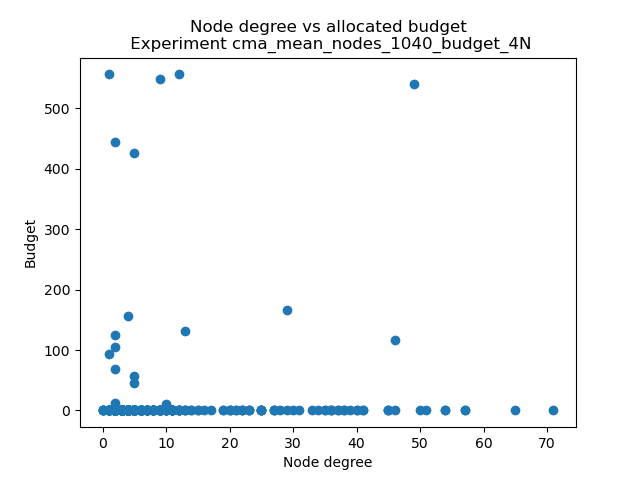 Node degree vs allocated budget
Experiment cma_mean_nodes_1040_budget_4N
500
400
300
200
100
0
Budget
0 10 20 30 40 50 60 70
Node degree